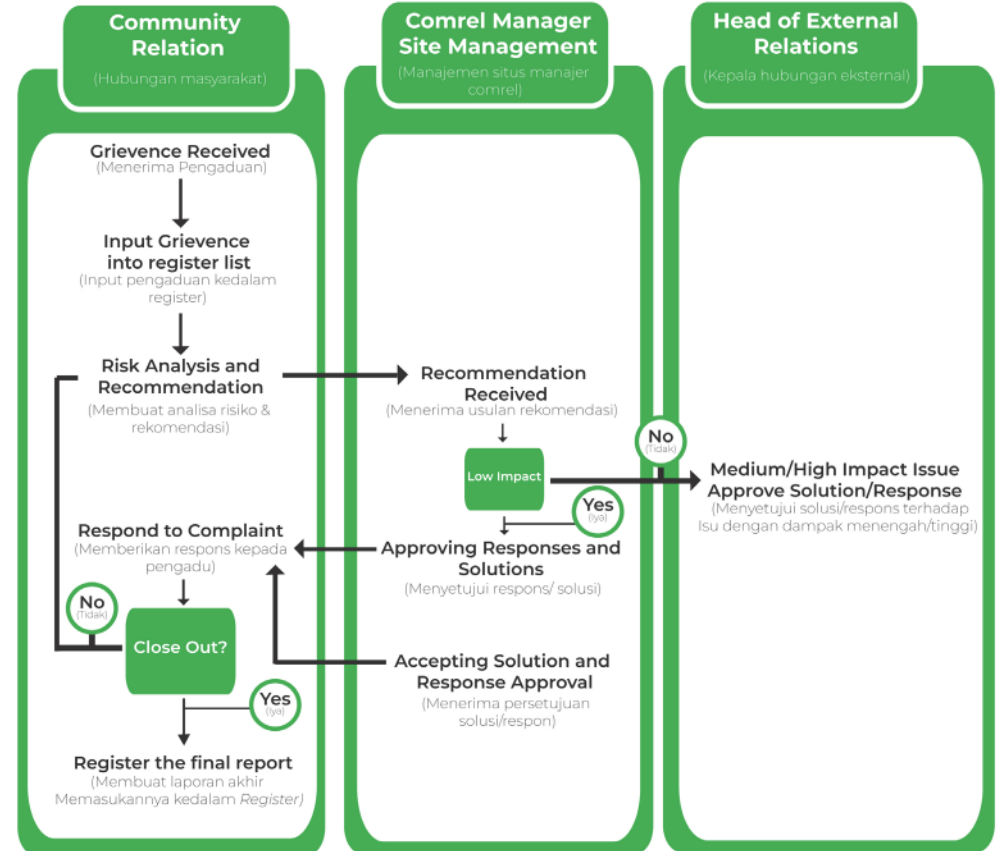 Community
Relation
(Hubungan masyarakat)
Comrel Manager
Site Management
(Manajemen situs manajer
comrel)
Head of External
Relations
(Kepala hubungan eksternal)
Grievence Received
(Menerima Pengaduan)
Input Grievence
into register list
(Input pengaduan kedalam
register)
Risk Analysis and
Recommendation
(Membuat analisa risiko &
rekomendasi)
Recommendation
Received
(Menerima usulan rekomendasi)
Low Impact
No
(Tidak)
Medium/High Impact Issue
Approve Solution/Response
(Menyetujui solusi/respons terhadap
Isu dengan dampak menengah/tinggi)
Yes
(Iya)
Approving Responses and
Solutions
(Menyetujui respons/ solusi)
Respond to Complaint
(Memberikan respons kepada
pengadu)
No
(Tidak)
Close Out?
Accepting Solution and
Response Approval
(Menerima persetujuan
solusi/respon)
Yes
(Iya)
Register the final report
(Membuat laporan akhir
Memasukannya kedalam Register)